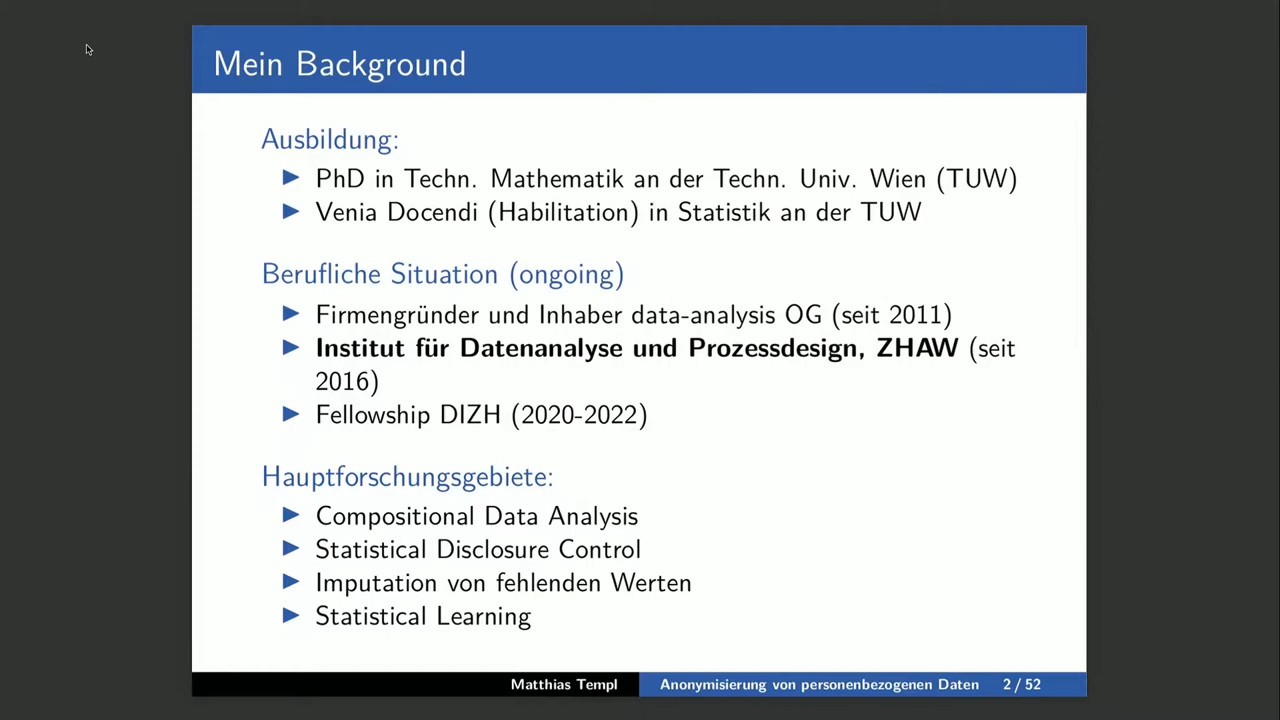 Mein Background
Ausbildung:
PhD in Techn. Mathematik an der Techn. Univ. Wien (TUW)
Venia Docendi (Habilitation) in Statistik an der TUW
Berufliche Situation (ongoing)
Firmengründer und Inhaber data-analysis OG (seit 2011)
Institut für Datenanalyse und Prozessdesign, ZHAW (seit
2016)
Fellowship DIZH (2020-2022)
Hauptforschungsgebiete:
Compositional Data Analysis
Statistical Disclosure Control
Imputation von fehlenden Werten
Statistical Learning
Matthias Templ Anonymisierung von personenbezogenen Daten 2 / 52